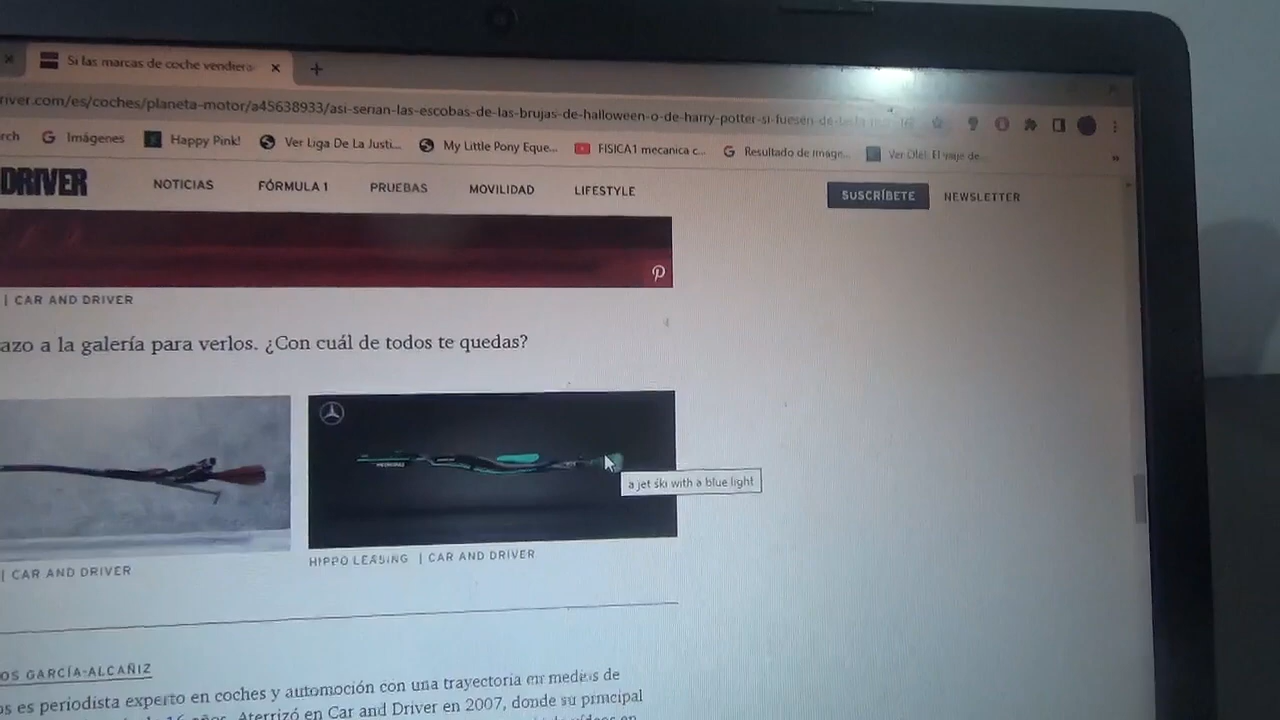 Si las marcas de coche vendiera
river.com/es/coches/planeta-motor/a45638933/asi-serian-las-escobas-de-las-brujas-de-halloween-o-de-harry-potter-si-fuesen-de-
rch Imágenes Happy Pink! Ver Liga De La Justi... My Little Pony Eque... FISICA1 mecanica c... Resultado de image... Ver Ole! El viaje de...
DRIVER NOTICIAS FÓRMULA 1 PRUEBAS MOVILIDAD LIFESTYLE SUSCRÍBETE NEWSLETTER
| CAR AND DRIVER
azo a la galería para verlos. ¿Con cuál de todos te quedas?
a jet ski with a blue light
| CAR AND DRIVER
HIPPO LEASING | CAR AND DRIVER
OS GARCÍA-ALCAÑIZ
os es periodista experto en coches y automoción con una trayectoria en medios de
16 años. Aterrizó en Car and Driver en 2007, donde su principal